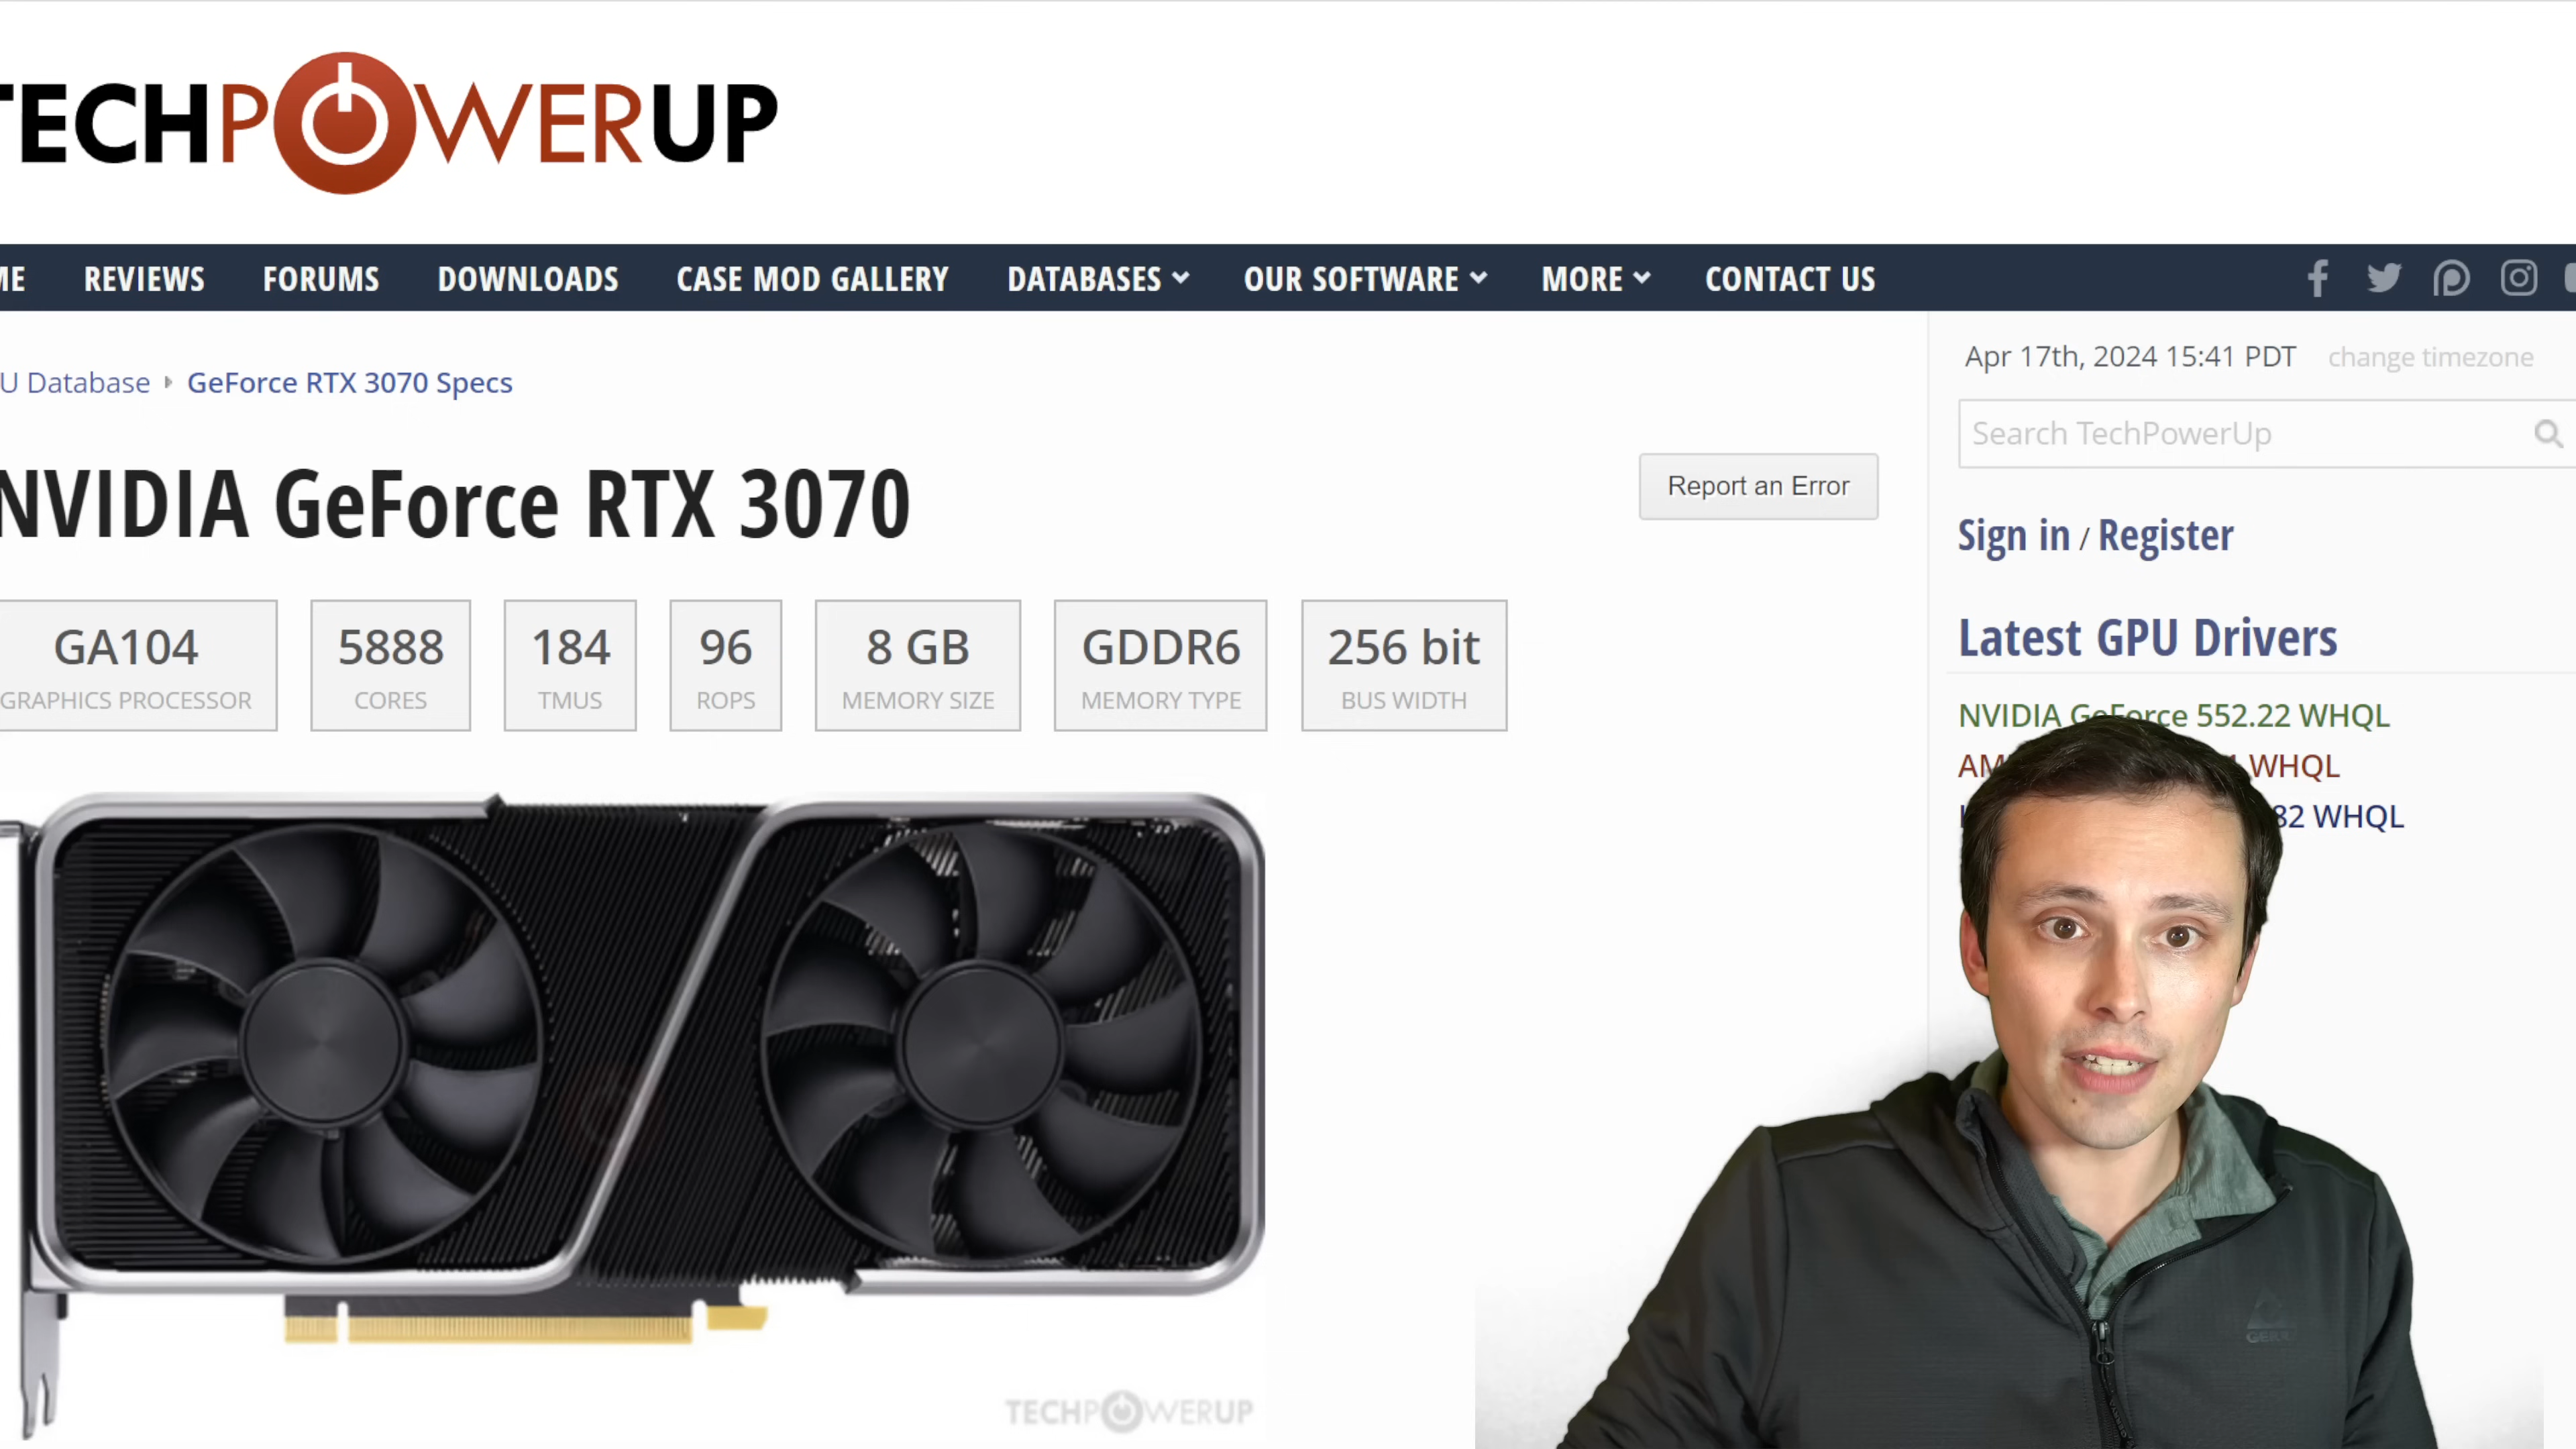 TECHPOWERUP
ME REVIEWS FORUMS DOWNLOADS CASE MOD GALLERY DATABASES OUR SOFTWARE MORE CONTACT US
Apr 17th, 2024 15:41 PDT change timezone
U Database GeForce RTX 3070 Specs
Search TechPowerUp
NVIDIA GeForce RTX 3070
Report an Error
Sign in / Register
GA104 5888 184 96 8 GB GDDR6 256 bit
GRAPHICS PROCESSOR CORES TMUS ROPS MEMORY SIZE MEMORY TYPE BUS WIDTH
Latest GPU Drivers
NVIDIA GeForce 552.22 WHQL
WHQL
82 WHQL
TECHPOWERUP